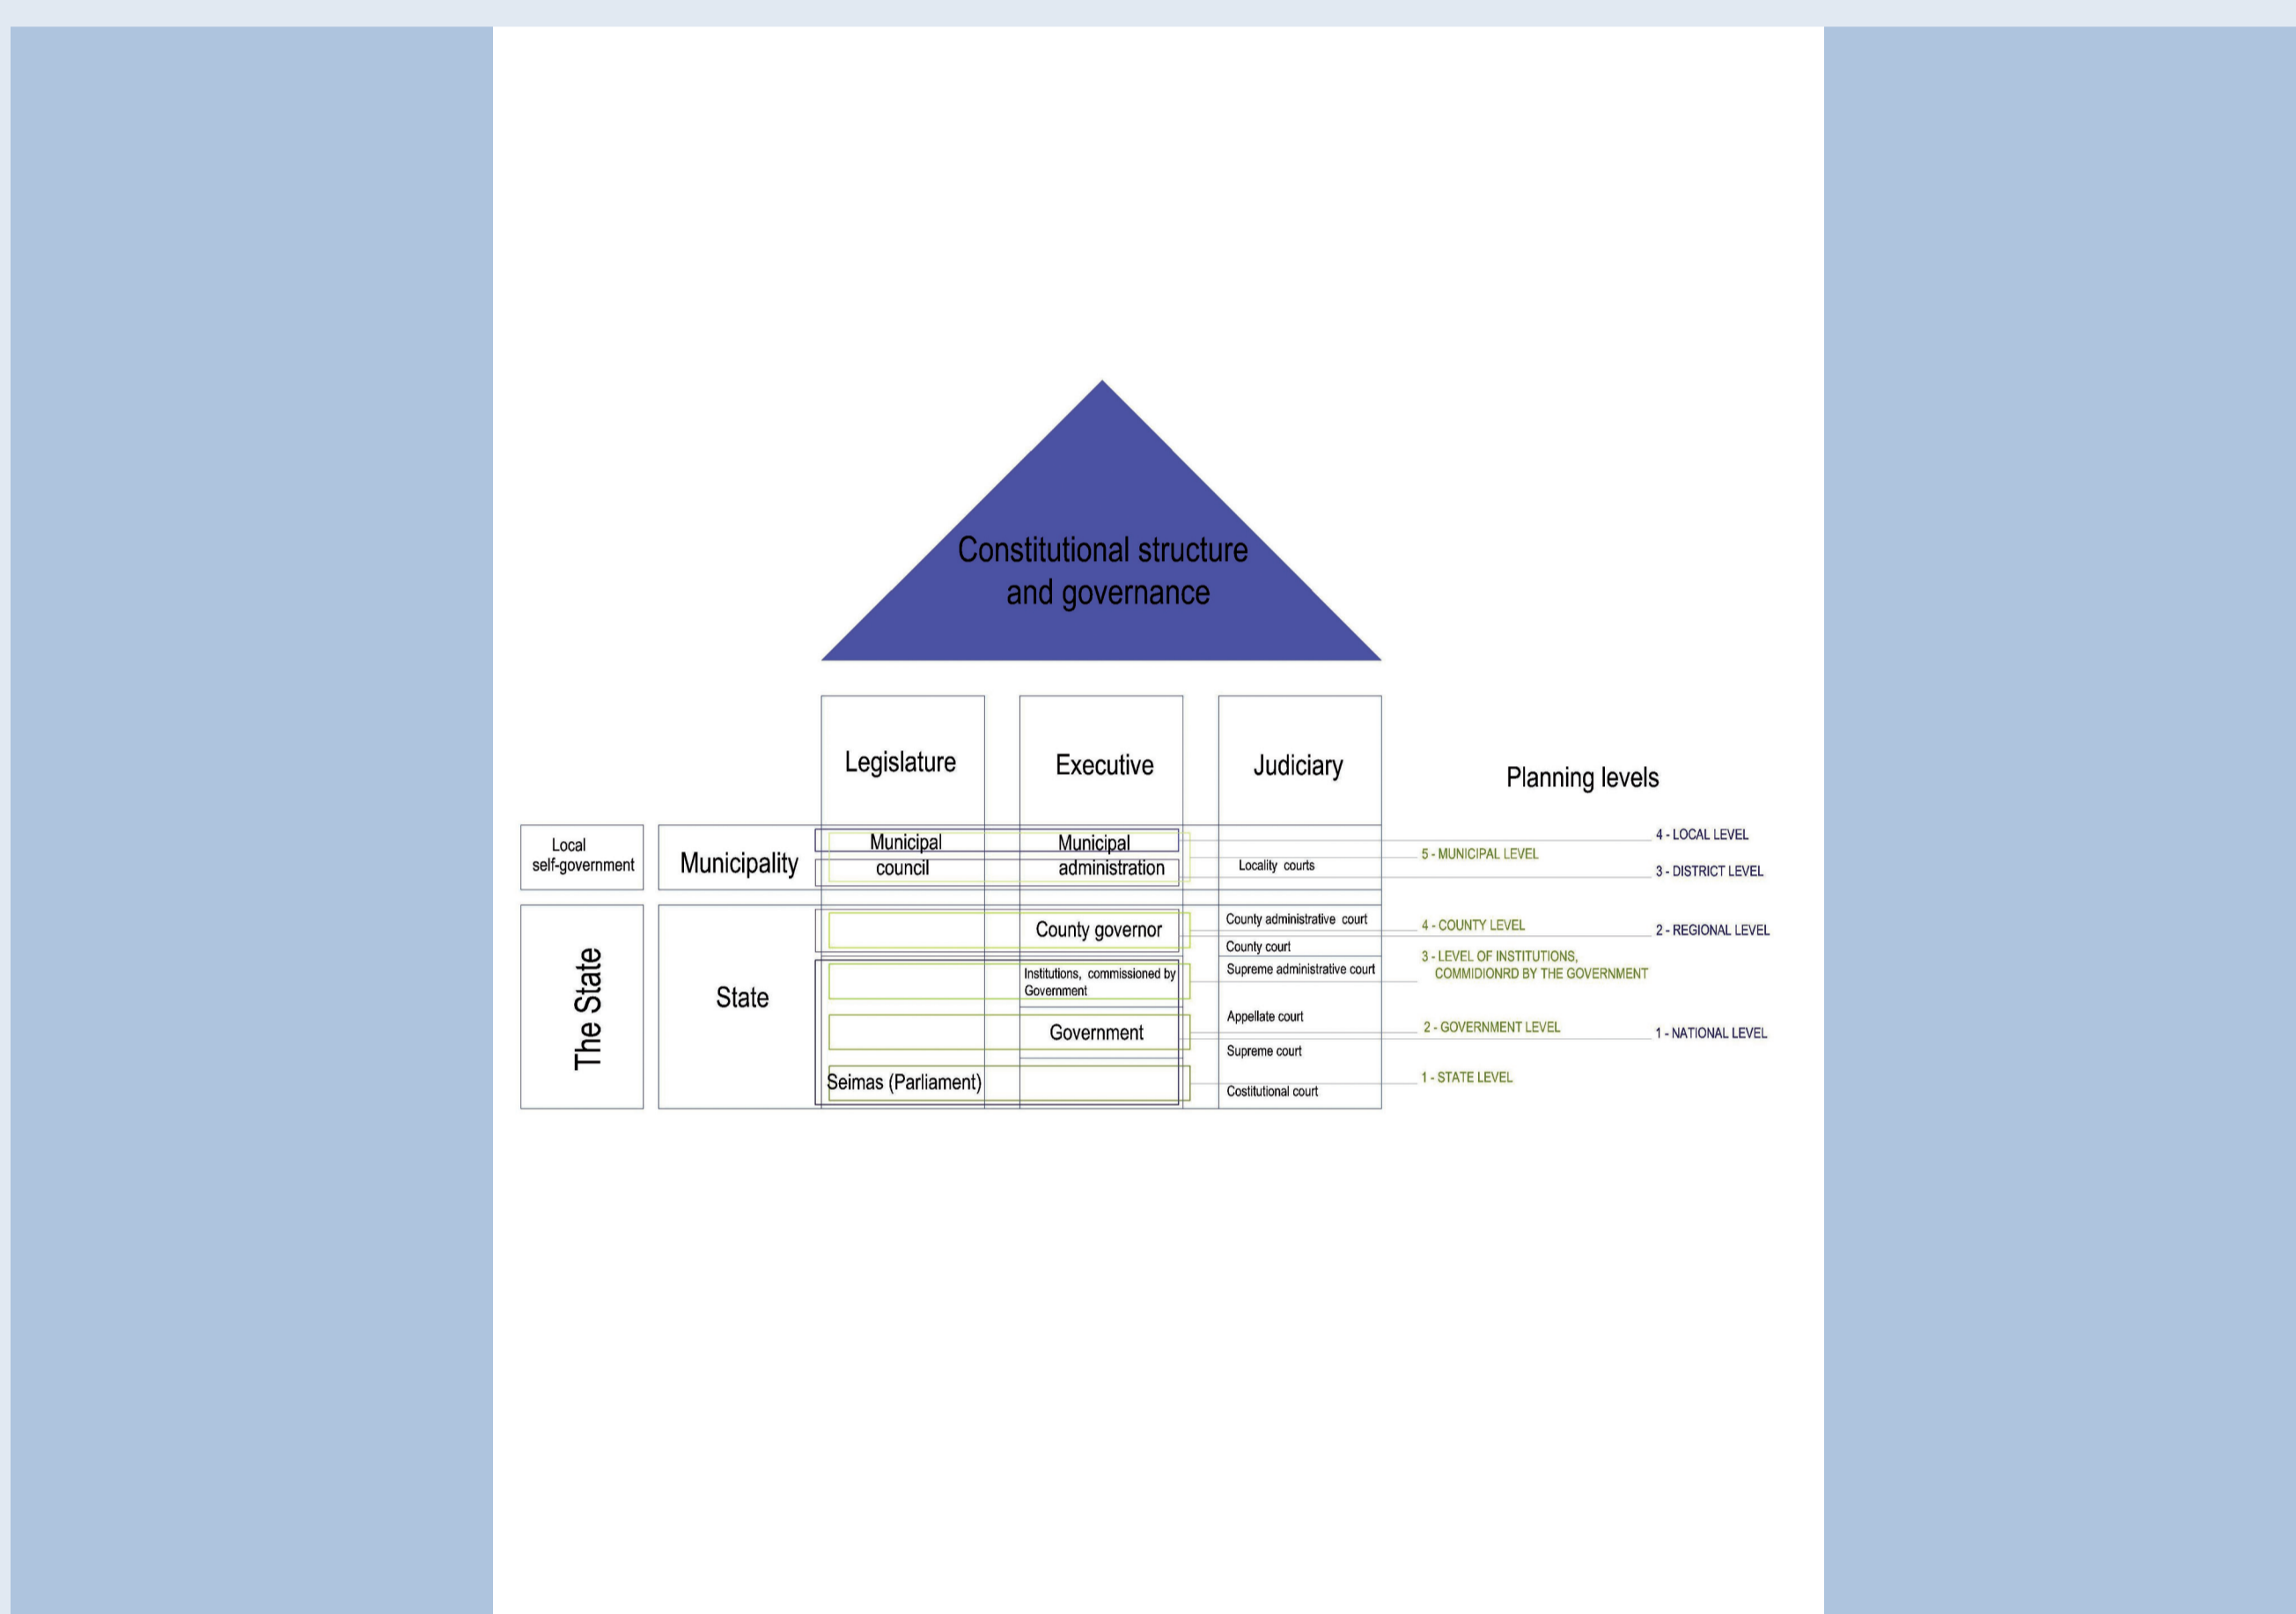 Constitutional structure
and governance
Legislature
Executive
Judiciary
Planning levels
Local
self-government
Municipality
Municipal
council
Municipal
administration
Locality courts
5 - MUNICIPAL LEVEL
4 - LOCAL LEVEL
3 - DISTRICT LEVEL
The State
State
County governor
County administrative court
County court
4 - COUNTY LEVEL
2 - REGIONAL LEVEL
Institutions, commissioned by
Government
Supreme administrative court
3 - LEVEL OF INSTITUTIONS,
COMMIDIONRD BY THE GOVERNMENT
Government
Appellate court
Supreme court
2 - GOVERNMENT LEVEL
1 - NATIONAL LEVEL
Seimas (Parliament)
Costitutional court
1 - STATE LEVEL